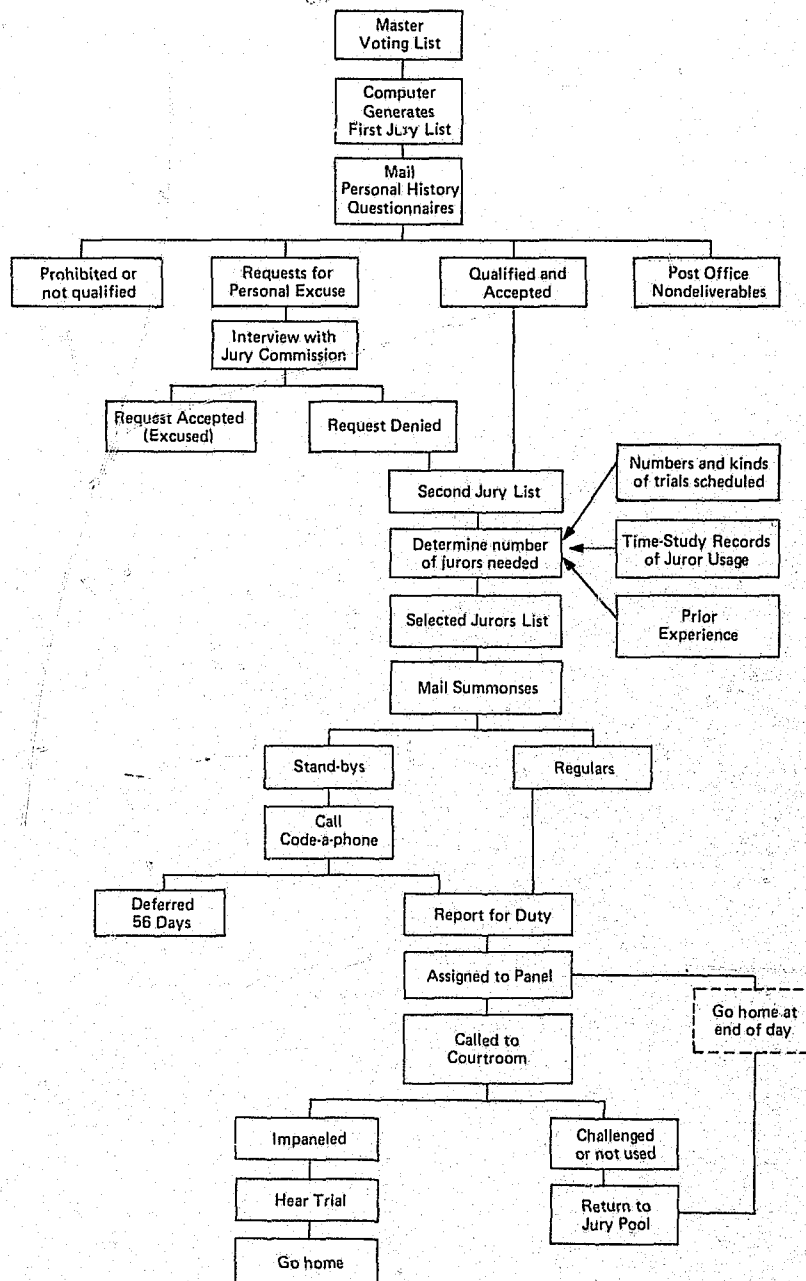 Master
Voting List
Computer
Generates
First Jury List
Mail
Personal History
Questionnaires
Prohibited or
not qualified
Requests for
Personal Excuse
Qualified and
Accepted
Post Office
Nondeliverables
Interview with
Jury Commission
Request Accepted
(Excused)
Request Denied
Second Jury List
Numbers and kinds
of trials scheduled
Determine number
of jurors needed
Time-Study Records
of Juror Usage
Selected Jurors List
Prior
Experience
Mail Summonses
Stand-bys
Regulars
Call
Code-a-phone
Deferred
56 Days
Report for Duty
Assigned to Panel
Go home at
end of day
Called to
Courtroom
Impaneled
Challenged
or not used
Hear Trial
Return to
Jury Pool
Go home